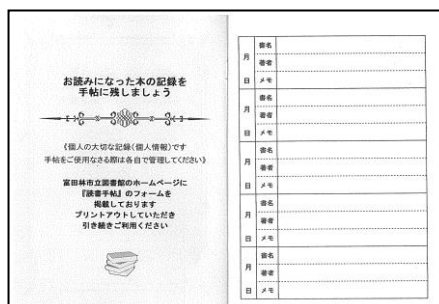 お読みになった本の記録を
手帖に残しましょう
《個人の大切な記録（個人情報）です
手帖をご使用なさる際は各自で管理してください》
富田林市立図書館のホームページに
『読書手帖』のフォームを
掲載しております
プリントアウトしていただき
引き続きご利用ください
書名
月 著者
日 メモ
書名
月 著者
日 メモ
書名
月 著者
日 メモ
書名
月 著者
日 メモ
書名
月 著者
日 メモ